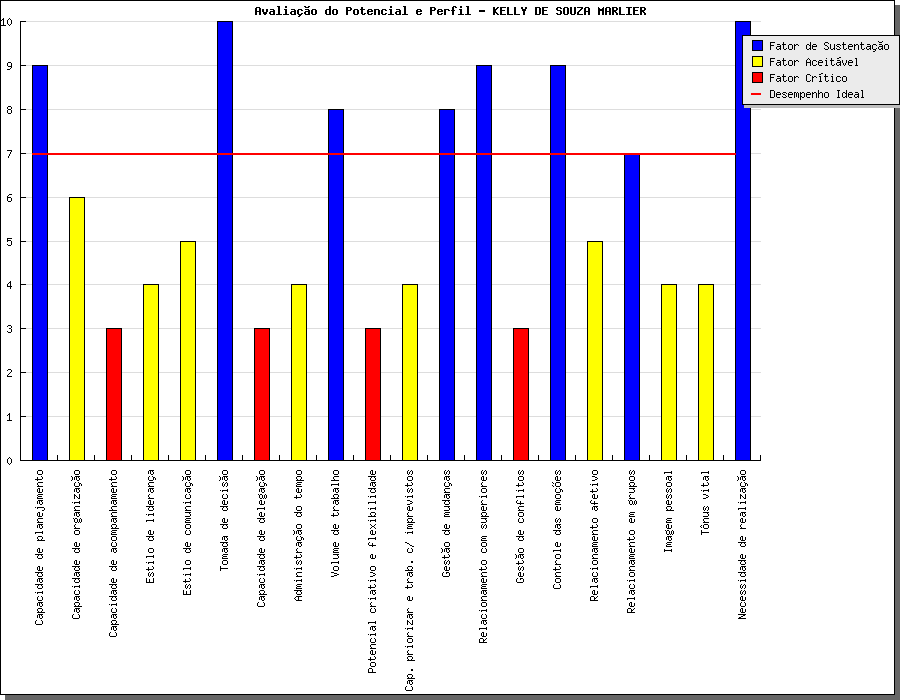 Avaliação do Potencial e Perfil - KELLY DE SOUZA MARLIER
Fator de Sustentação
Fator Aceitável
Fator Crítico
Desempenho Ideal
10
9
8
7
6
5
4
3
2
1
0
Capacidade de planejamento
Capacidade de organização
Capacidade de acompanhamento
Estilo de liderança
Estilo de comunicação
Tomada de decisão
Capacidade de delegação
Administração do tempo
Volume de trabalho
Potencial criativo e flexibilidade
Cap. priorizar e trab. c/ imprevistos
Gestão de mudanças
Relacionamento com superiores
Gestão de conflitos
Controle das emoções
Relacionamento afetivo
Relacionamento em grupos
Imagem pessoal
Tônus vital
Necessidade de realização